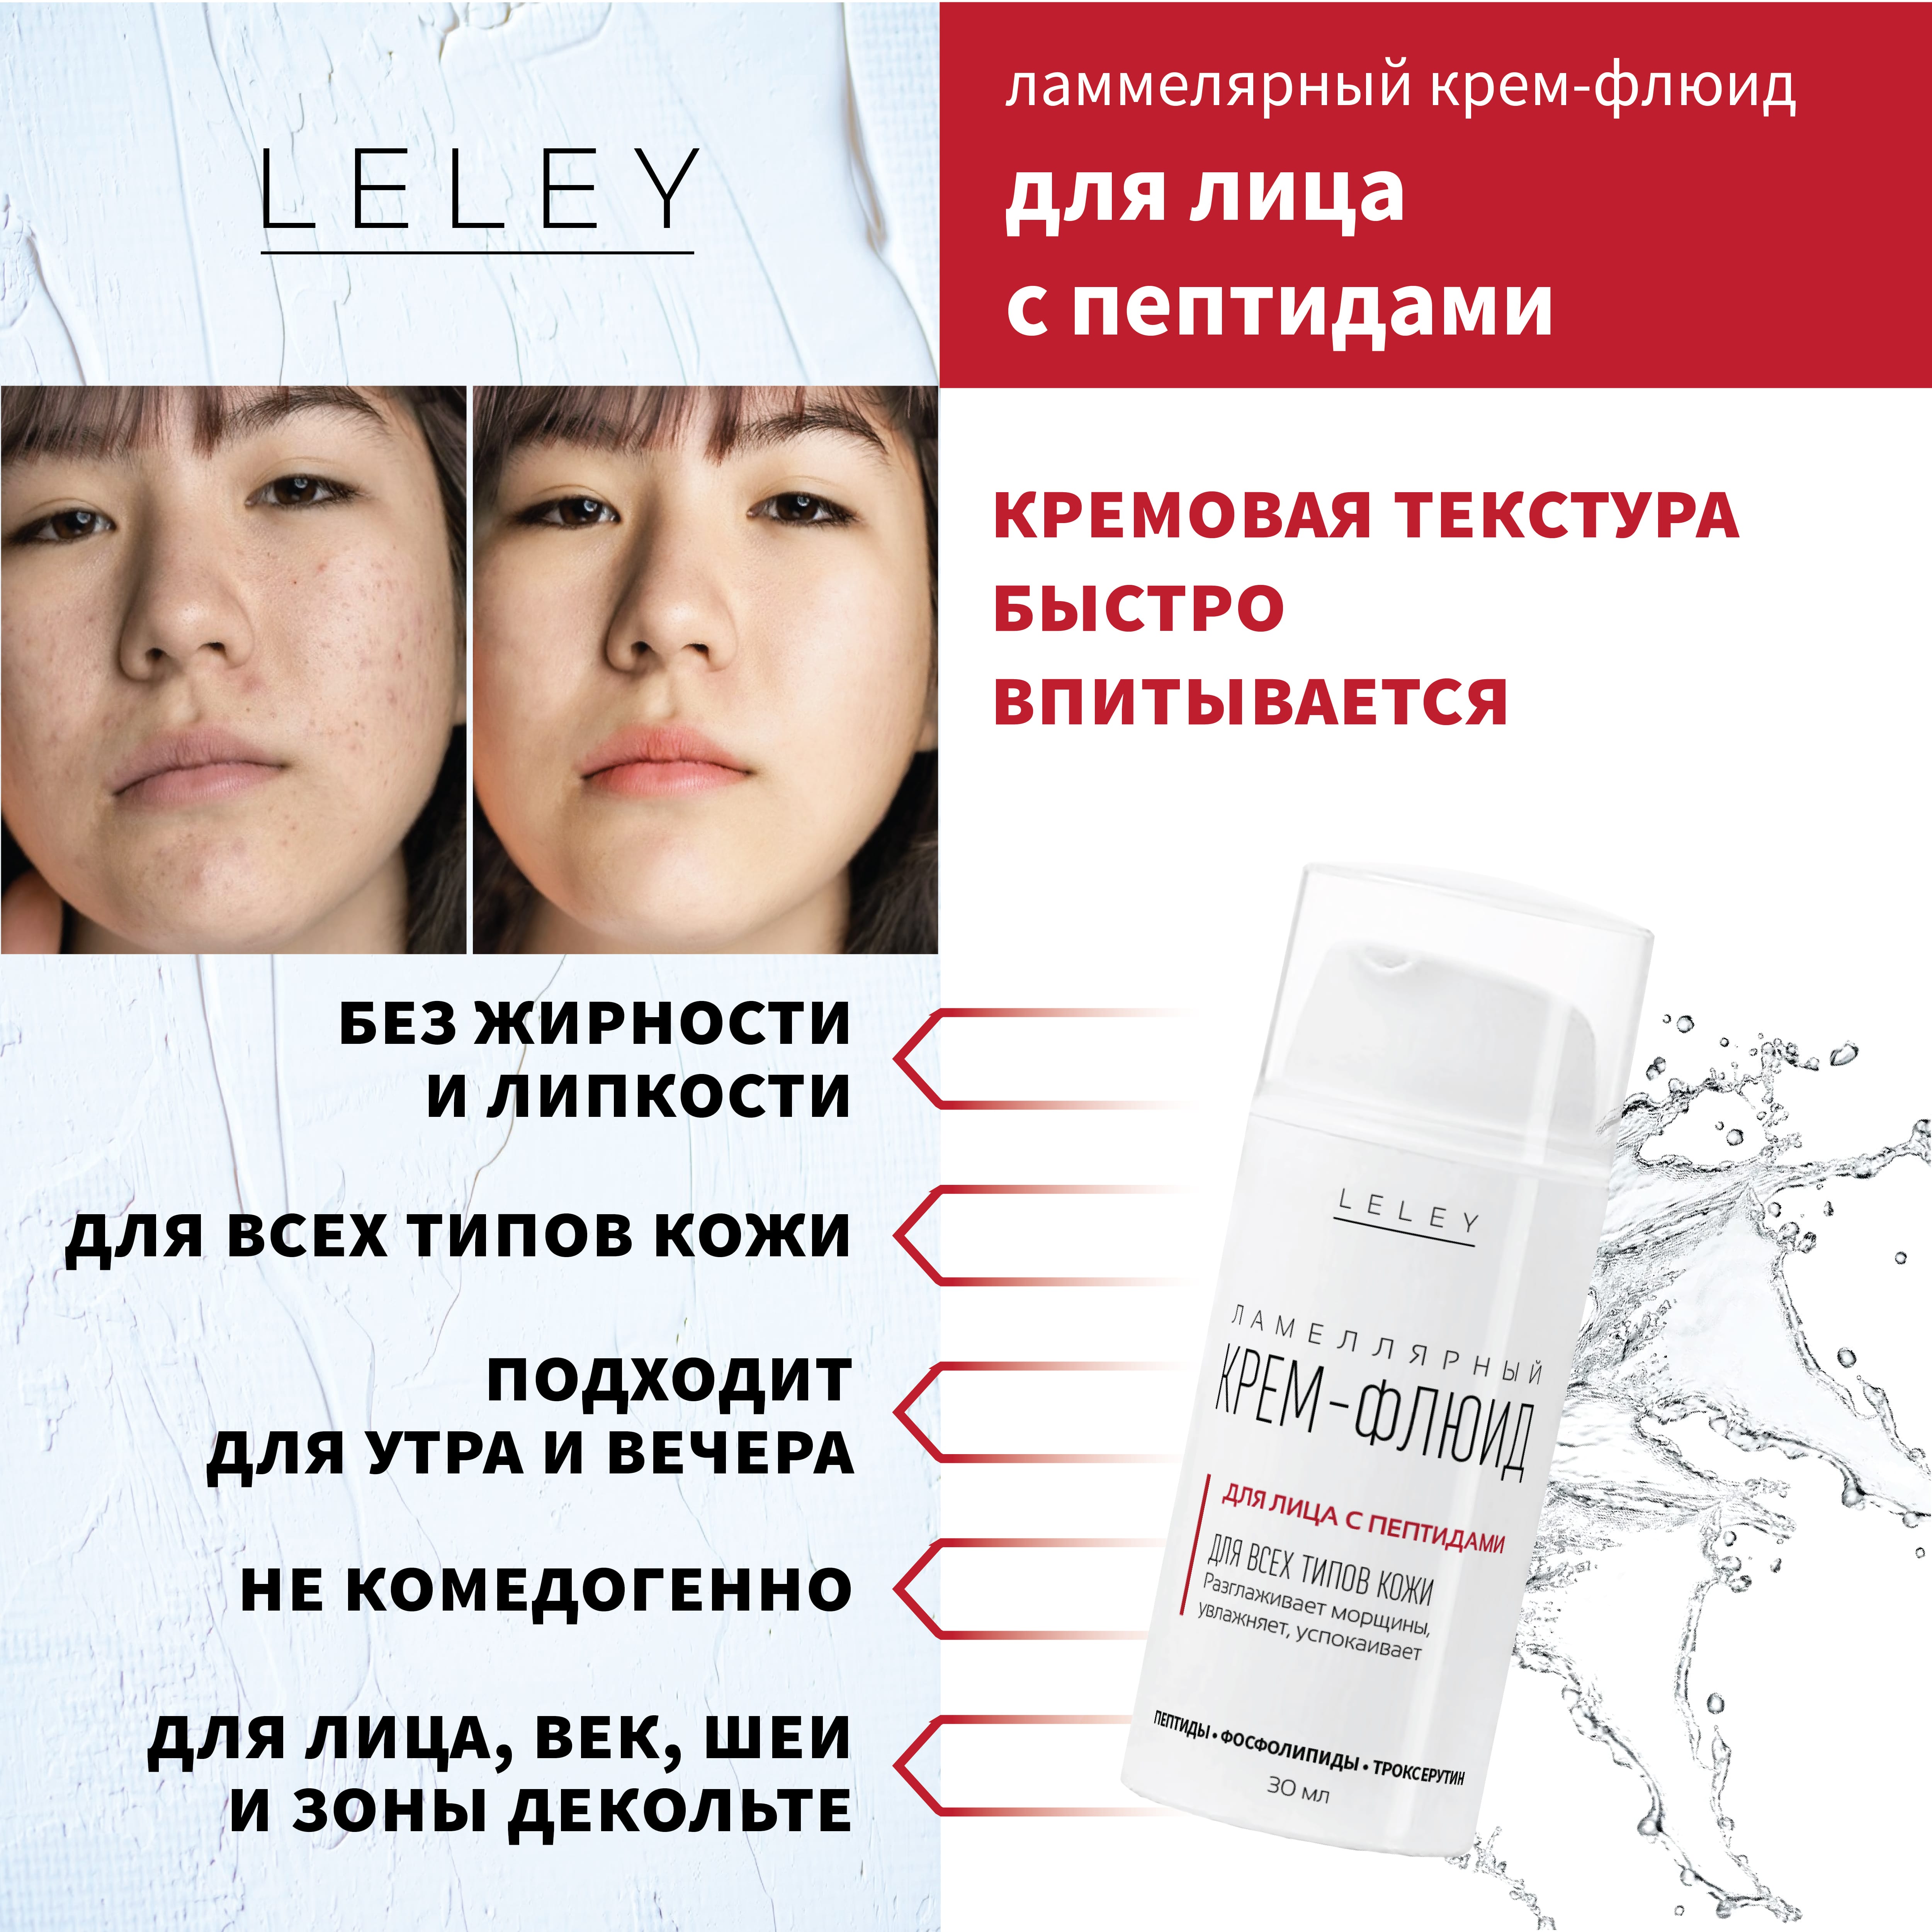 LELEY
ламмелярный крем-флюид
для лица
с пептидами
КРЕМОВАЯ ТЕКСТУРА
БЫСТРО
ВПИТЫВАЕТСЯ
БЕЗ ЖИРНОСТИ
И ЛИПКОСТИ
ДЛЯ ВСЕХ ТИПОВ КОЖИ
ПОДХОДИТ
ДЛЯ УТРА И ВЕЧЕРА
НЕ КОМЕДОГЕННО
ДЛЯ ЛИЦА, ВЕК, ШЕИ
И ЗОНЫ ДЕКОЛЬТЕ
LELEY
ЛАМЕЛЛЯРНЫЙ
КРЕМ-ФЛЮИД
ДЛЯ ЛИЦА С ПЕПТИДАМИ
ДЛЯ ВСЕХ ТИПОВ КОЖИ
Разглаживает морщины,
увлажняет, успокаивает
ПЕПТИДЫ • ФОСФОЛИПИДЫ • ТРОКСЕРУТИН
30 мл